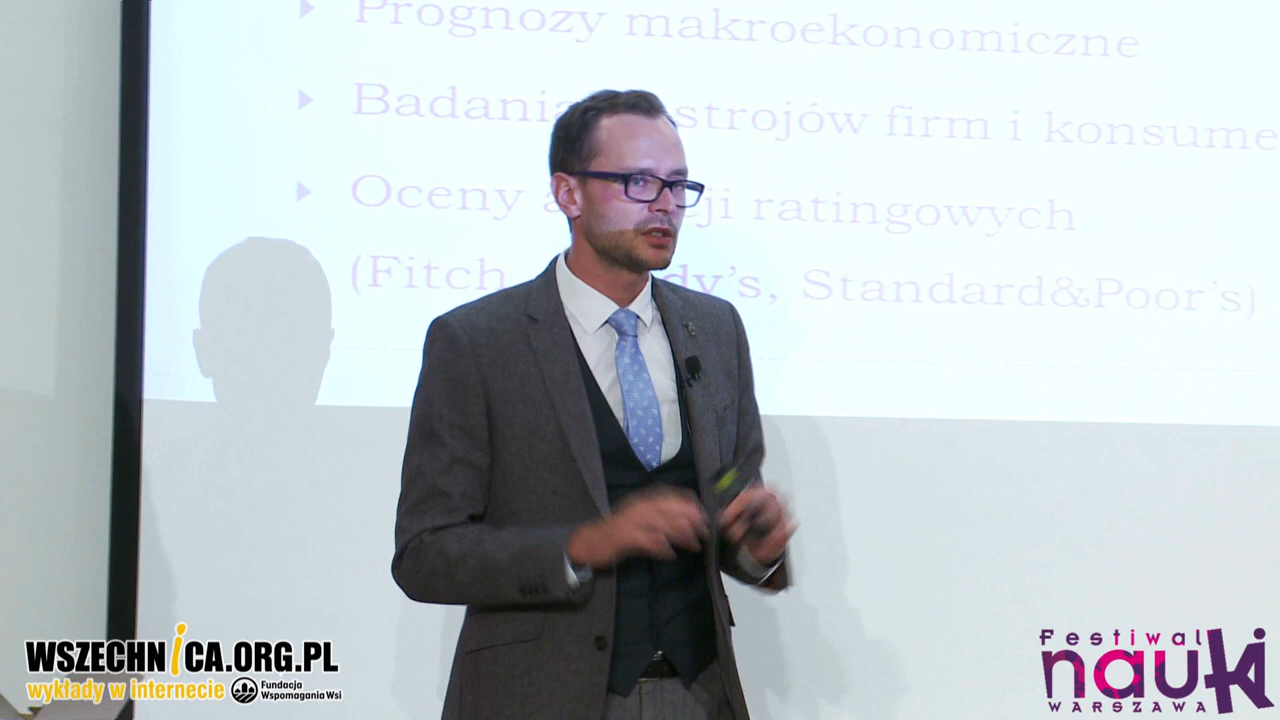 Prognozy makroekonomiczne
Badania strojów firm i konsume
Oceny ji ratingowych
(Fitch dy's, Standard&Poor's)
WSZECHNiCA.ORG.PL
wykłady w internecie
Fundacja
Wspomagania Wsi
Festiwal
nauki
WARSZAWA